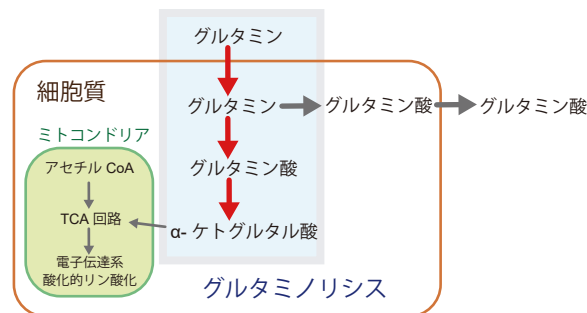 グルタミン
細胞質
グルタミン
グルタミン酸
グルタミン酸
ミトコンドリア
アセチル CoA
グルタミン酸
TCA 回路
α- ケトグルタル酸
電子伝達系
酸化的リン酸化
グルタミノリシス